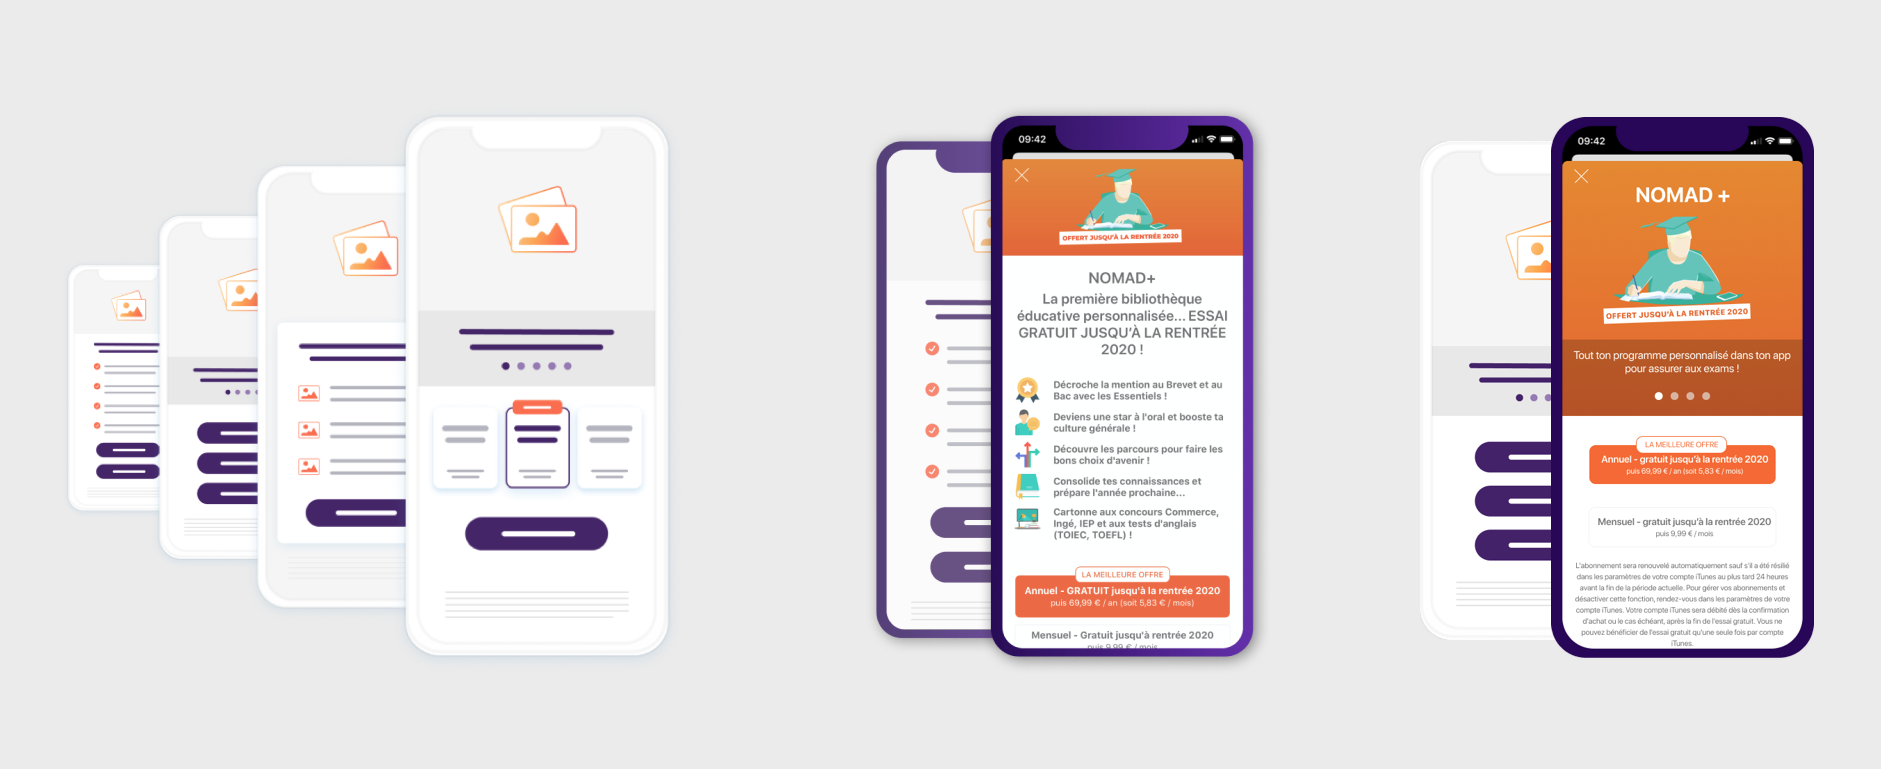 09:42
OFFERT JUSQU'À LA RENTRÉE 2020
NOMAD+
La première bibliothèque
éducative personnalisée... ESSAI
GRATUIT JUSQU'À LA RENTRÉE
2020 !
Décroche la mention au Brevet et au
Bac avec les Essentiels !
Deviens une star à l'oral et booste ta
culture générale !
Découvre les parcours pour faire les
bons choix d'avenir !
Consolide tes connaissances et
prépare l'année prochaine...
Cartonne aux concours Commerce,
Ingé, IEP et aux tests d'anglais
(TOIEC, TOEFL) !
LA MEILLEURE OFFRE
Annuel - GRATUIT jusqu'à la rentrée 2020
puis 69,99 € / an (soit 5,83 € / mois)
Mensuel - Gratuit jusqu'à rentrée 2020
puis 9,99 € / mois
09:42
NOMAD +
OFFERT JUSQU'À LA RENTRÉE 2020
Tout ton programme personnalisé dans ton app
pour assurer aux exams !
LA MEILLEURE OFFRE
Annuel - gratuit jusqu'à la rentrée 2020
puis 69,99 € / an (soit 5,83 € / mois)
Mensuel - gratuit jusqu'à la rentrée 2020
puis 9,99 € / mois
L'abonnement sera renouvelé automatiquement sauf s'il a été résilié
dans les paramètres de votre compte iTunes au plus tard 24 heures
avant la fin de la période actuelle. Pour gérer vos abonnements et
désactiver cette fonction, rendez-vous dans les paramètres de votre
compte iTunes. Votre compte iTunes sera débité dès la confirmation
d'achat ou le cas échéant, après la fin de l'essai gratuit. Vous ne
pouvez bénéficier de l'essai gratuit qu'une seule fois par compte
iTunes.